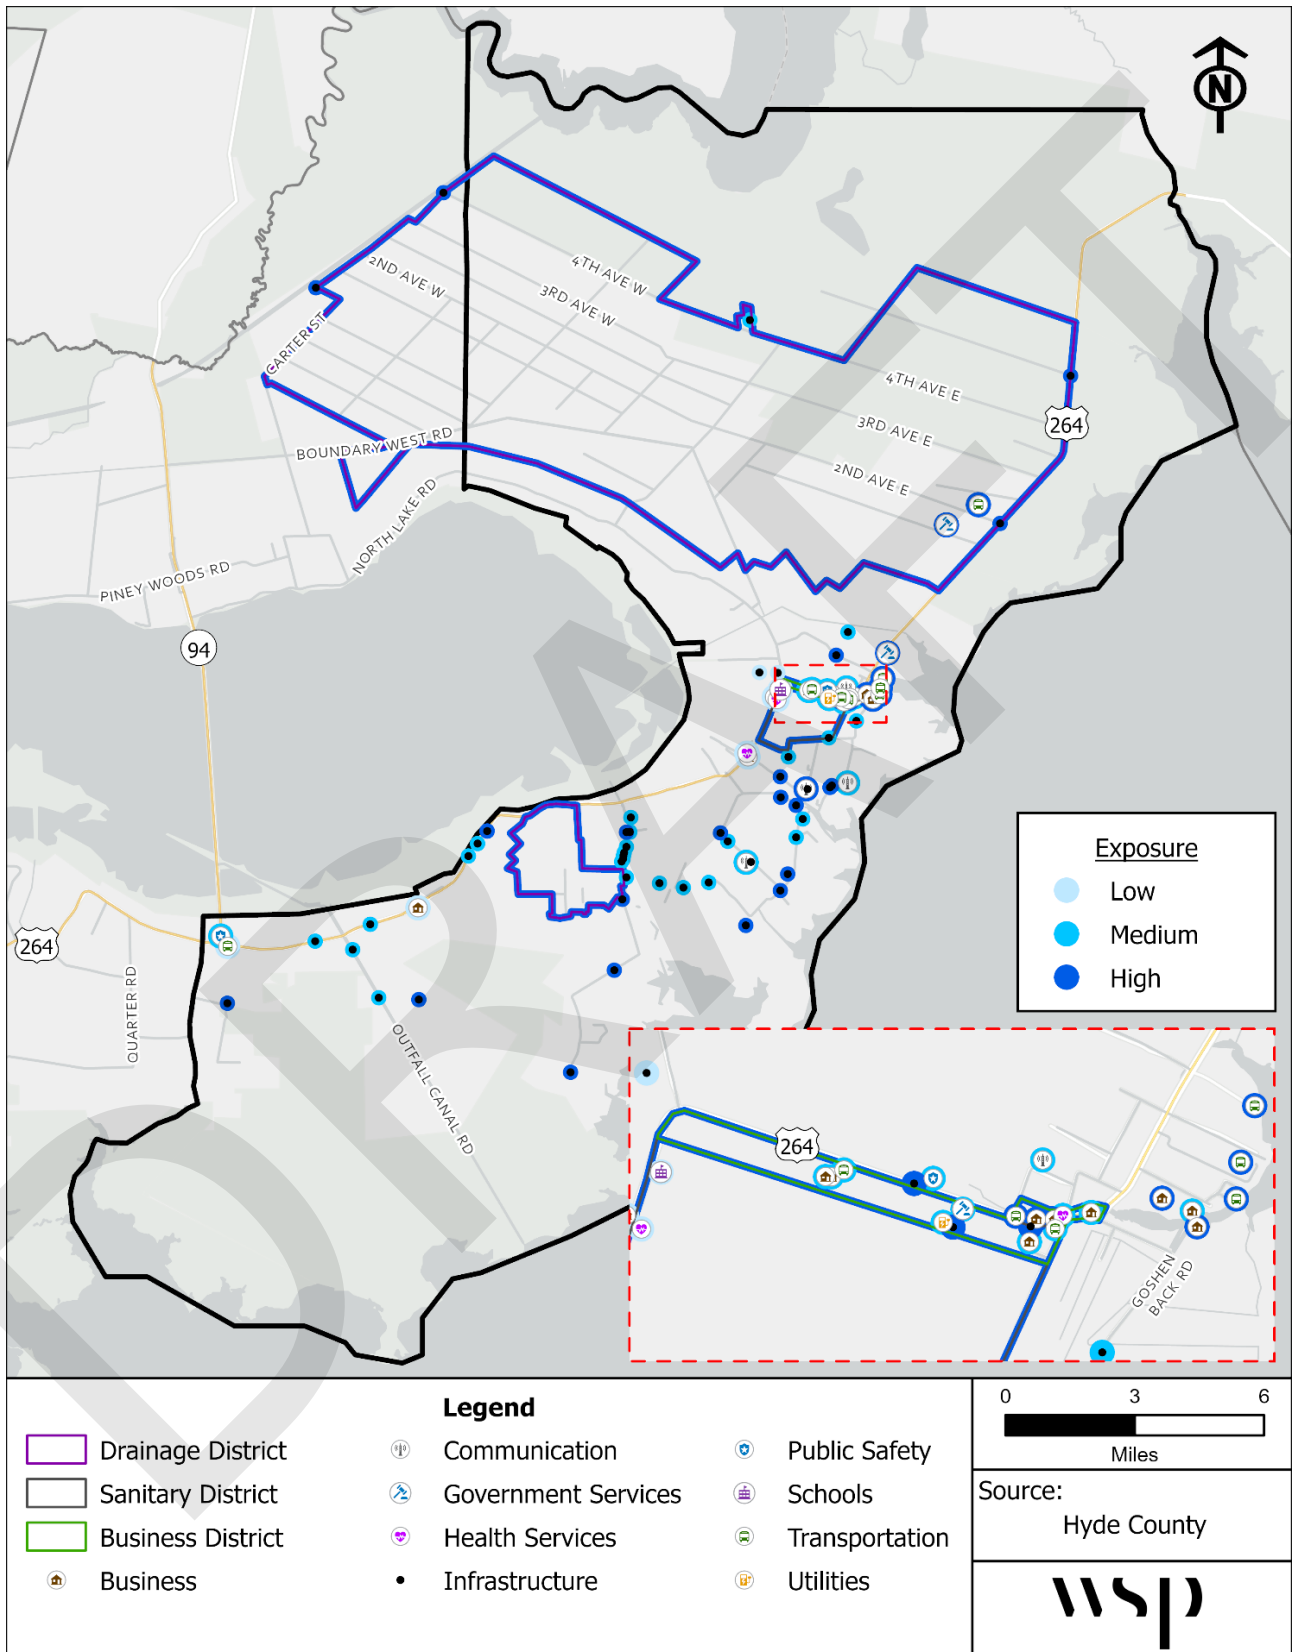 N
2ND AVE W
4TH AVE W
3RD AVE W
CARTER ST
4TH AVE E
264
3RD AVE E
BOUNDARY WEST RD
2ND AVE E
NORTH LAKE RD
PINEY WOODS RD
94
Exposure
Low
Medium
High
264
QUARTER RD
OUTFALL CANAL RD
264
GOSHEN
BACK RD
DRAFT
Legend
Drainage District
Sanitary District
Business District
Business
Communication
Government Services
Health Services
Infrastructure
Public Safety
Schools
Transportation
Utilities
0 3 6
Miles
Source:
Hyde County
wsp